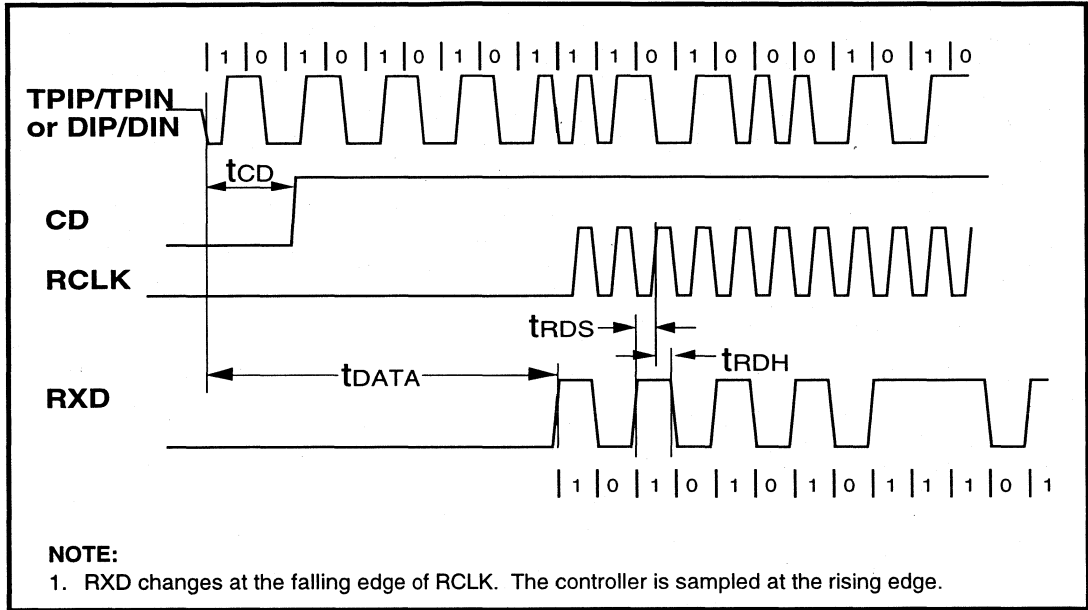 1 0 1 0 1 0 1 0 1 1 1 0 1 0 0 0 1 0 1 0
TPIP/TPIN
or DIP/DIN
tCD
CD
RCLK
tRDS
tRDH
tDATA
RXD
1 0 1 0 1 0 1 0 1 1 1 0 1
NOTE:
1. RXD changes at the falling edge of RCLK. The controller is sampled at the rising edge.